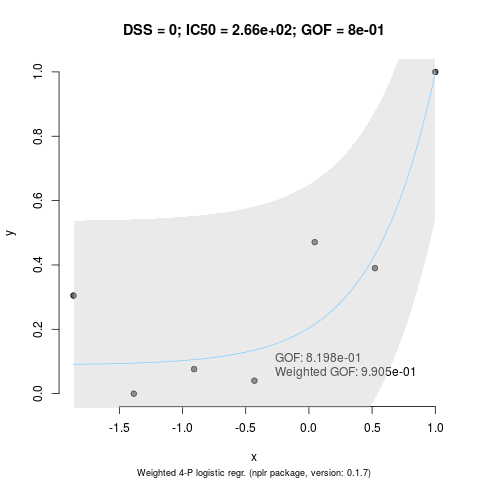 DSS = 0; IC50 = 2.66e+02; GOF = 8e-01
1.0
0.8
0.6
0.4
0.2
0.0
y
GOF: 8.198e-01
Weighted GOF: 9.905e-01
-1.5 -1.0 -0.5 0.0 0.5 1.0
x
Weighted 4-P logistic regr. (nplr package, version: 0.1.7)